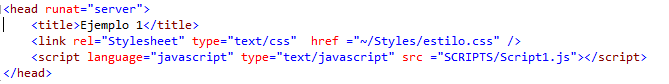 <head runat="server">
<title>Ejemplo 1</title>
<link rel="Stylesheet" type="text/css"  href ="~/Styles/estilo.css" />
<script language="javascript" type="text/javascript" src ="SCRIPTS/Script1.js"></script>
</head>